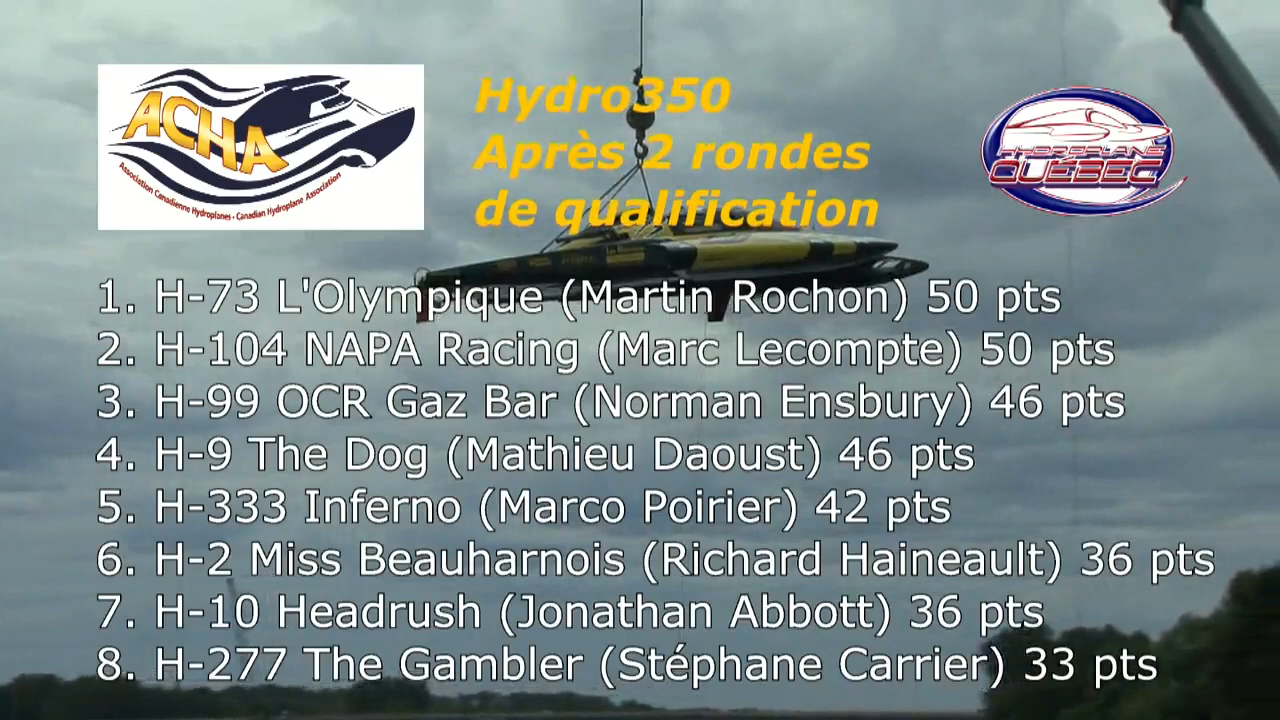 ACHA
Association Canadienne Hydroplanes • Canadian Hydroplane Association
Hydro350
Après 2 rondes
de qualification
HYDROPLANE
QUÉBEC
1. H-73 L'Olympique (Martin Rochon) 50 pts
2. H-104 NAPA Racing (Marc Lecompte) 50 pts
3. H-99 OCR Gaz Bar (Norman Ensbury) 46 pts
4. H-9 The Dog (Mathieu Daoust) 46 pts
5. H-333 Inferno (Marco Poirier) 42 pts
6. H-2 Miss Beauharnois (Richard Haineault) 36 pts
7. H-10 Headrush (Jonathan Abbott) 36 pts
8. H-277 The Gambler (Stéphane Carrier) 33 pts